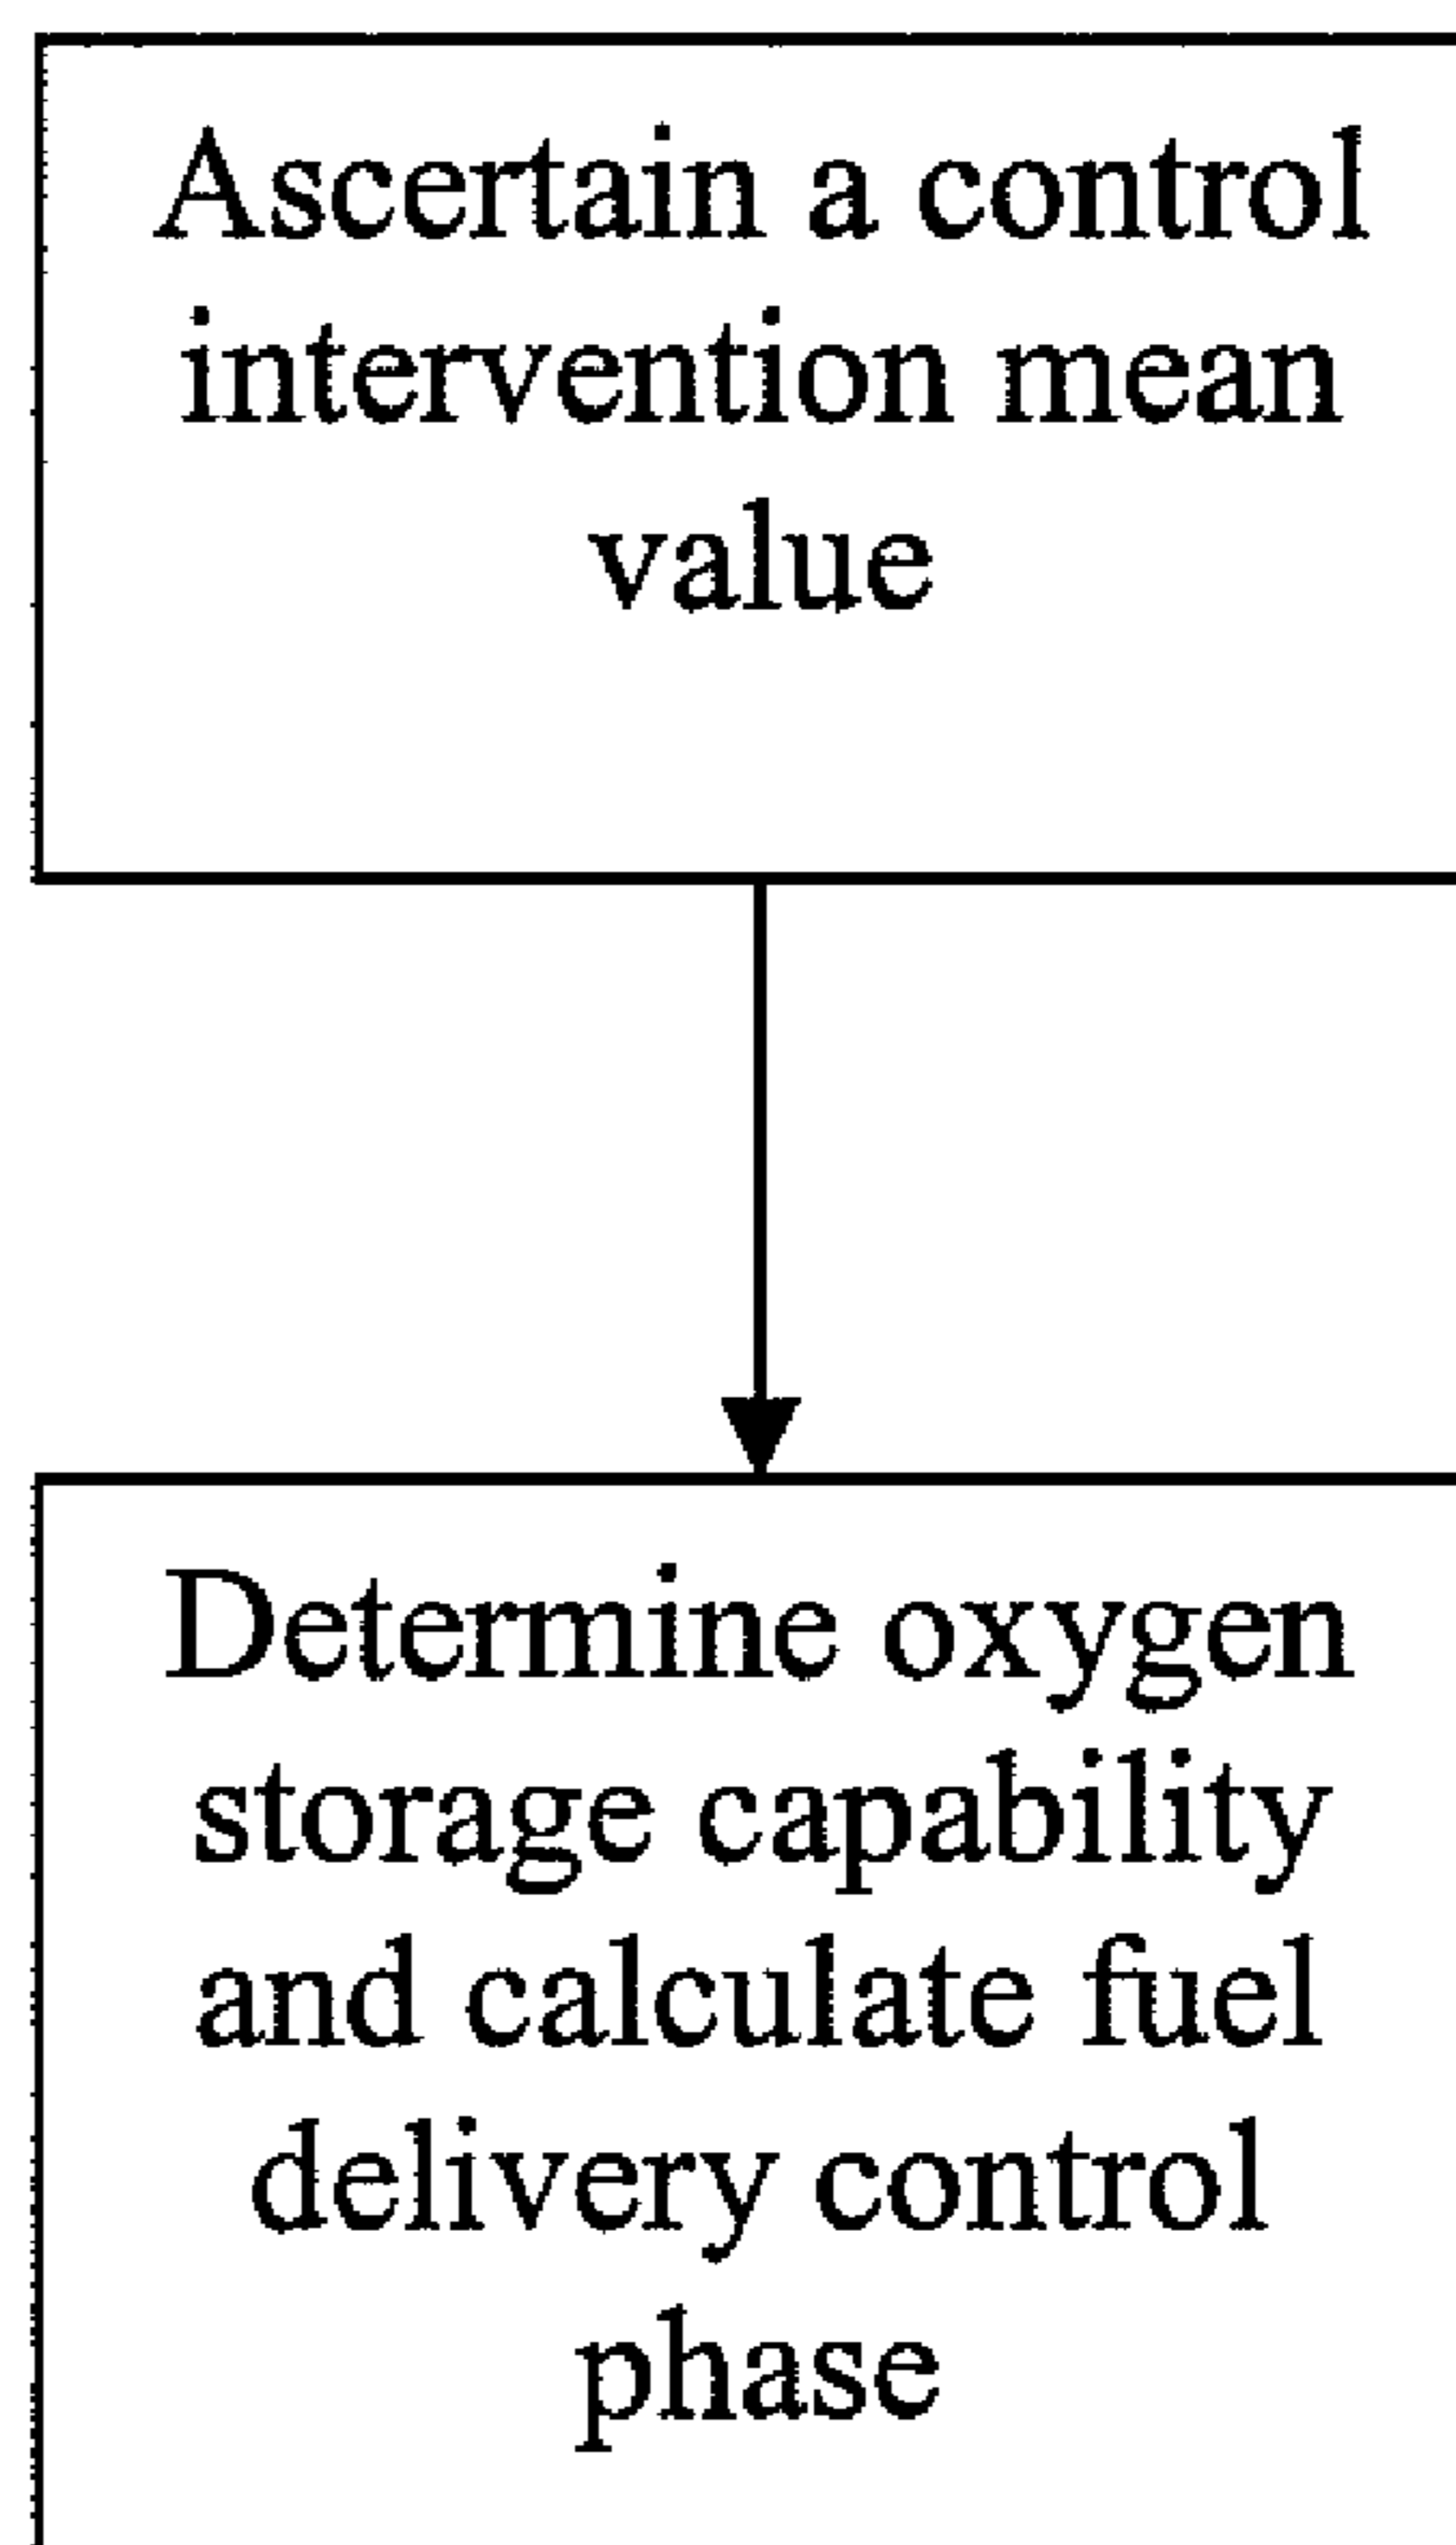 Ascertain a control
intervention mean
value
Determine oxygen
storage capability
and calculate fuel
delivery control
phase